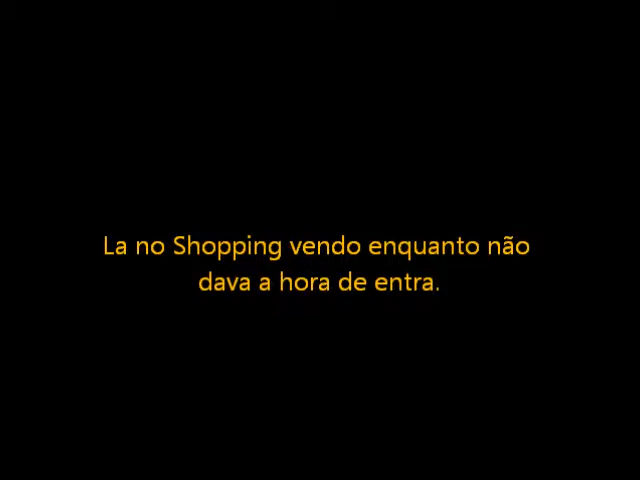 La no Shopping vendo enquanto não
dava a hora de entra.